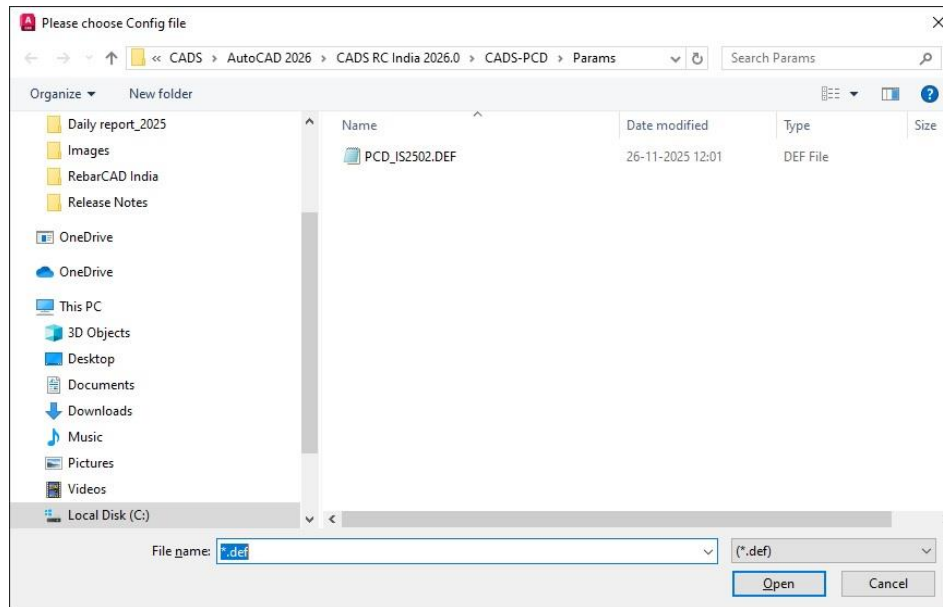 Please choose Config file
« CADS › AutoCAD 2026 › CADS RC India 2026.0 › CADS-PCD › Params
Search Params
Organize
New folder
Daily report_2025
Images
RebarCAD India
Release Notes
OneDrive
OneDrive
This PC
3D Objects
Desktop
Documents
Downloads
Music
Pictures
Videos
Local Disk (C:)
Name Date modified Type Size
PCD_IS2502.DEF 26-11-2025 12:01 DEF File
File name: *.def (*.def)
Open Cancel